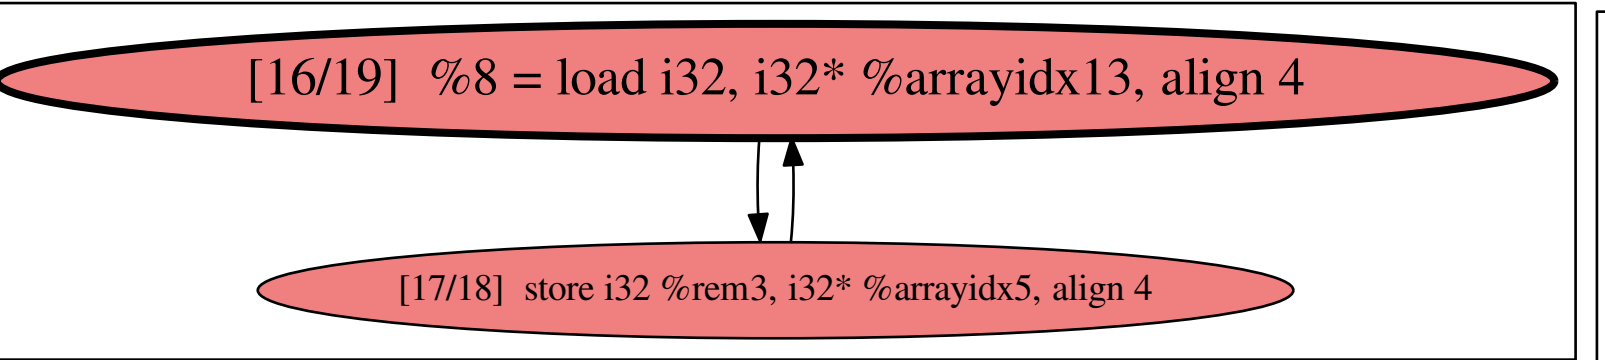 [16/19]  %8 = load i32, i32* %arrayidx13, align 4
[17/18]  store i32 %rem3, i32* %arrayidx5, align 4